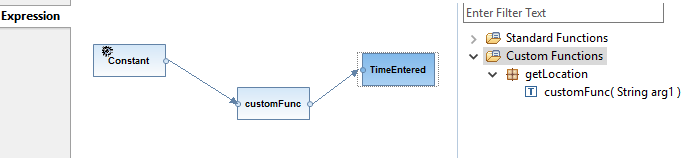 Expression
Constant
customFunc
TimeEntered
Enter Filter Text
Standard Functions
Custom Functions
getLocation
T customFunc( String arg1 )